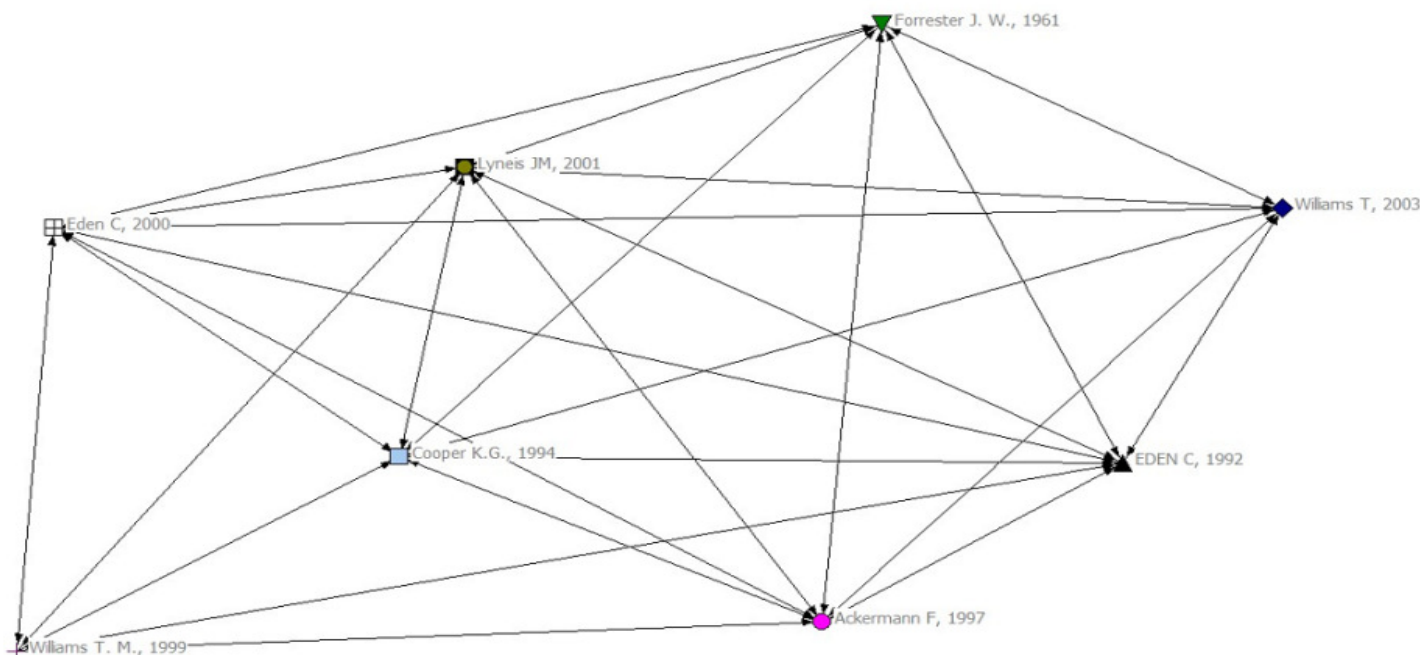 Forrester J. W., 1961
Lyneis JM, 2001
Williams T, 2003
Eden C, 2000
Cooper K.G., 1994
EDEN C, 1992
Ackermann F, 1997
Williams T. M., 1999